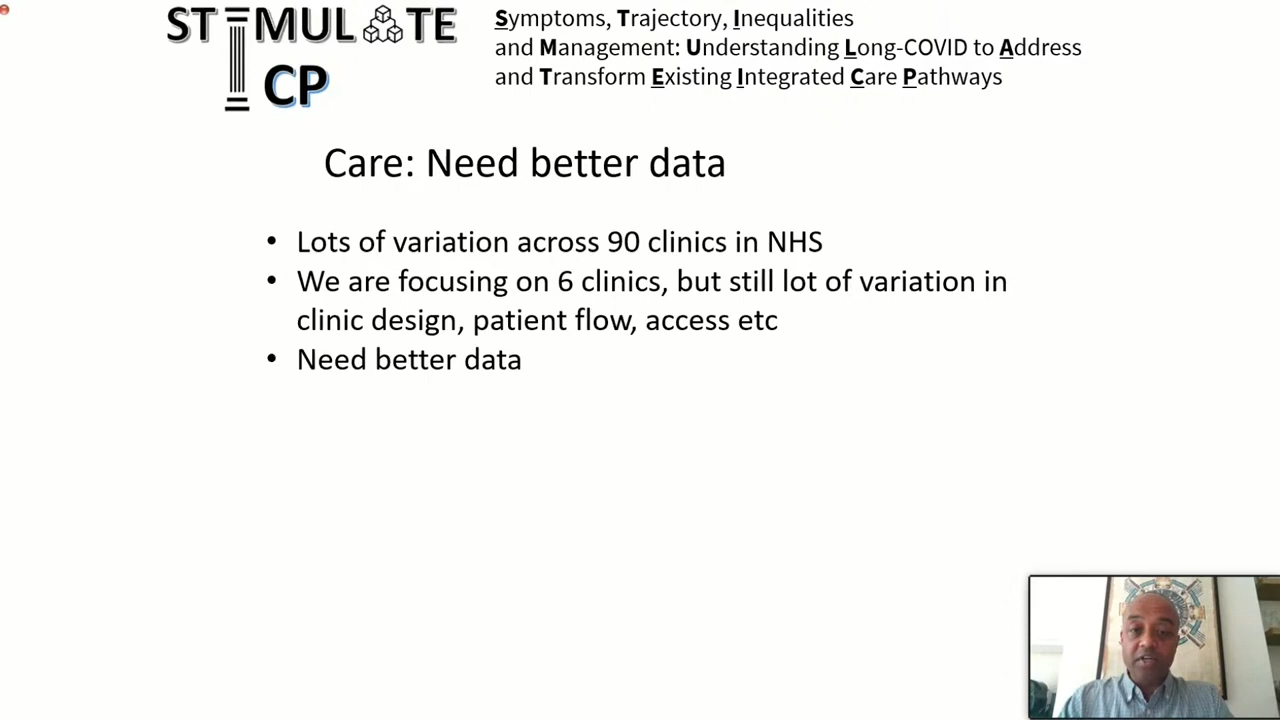 STIMULATE
CP
Symptoms, Trajectory, Inequalities
and Management: Understanding Long-COVID to Address
and Transform Existing Integrated Care Pathways
Care: Need better data
• Lots of variation across 90 clinics in NHS
• We are focusing on 6 clinics, but still lot of variation in
clinic design, patient flow, access etc
• Need better data